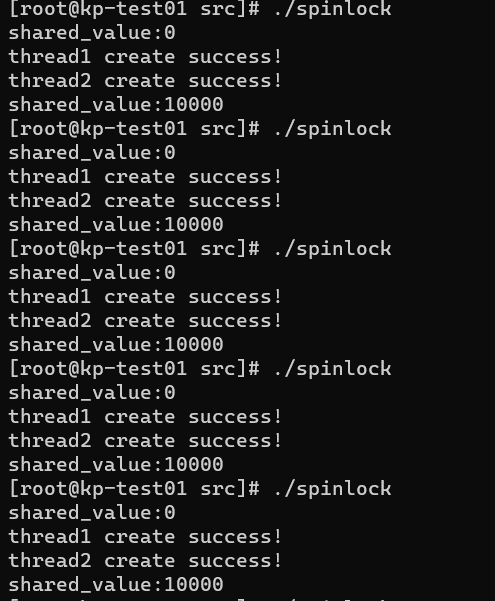 [root@kp-test01 src]# ./spinlock
shared_value:0
thread1 create success!
thread2 create success!
shared_value:10000
[root@kp-test01 src]# ./spinlock
shared_value:0
thread1 create success!
thread2 create success!
shared_value:10000
[root@kp-test01 src]# ./spinlock
shared_value:0
thread1 create success!
thread2 create success!
shared_value:10000
[root@kp-test01 src]# ./spinlock
shared_value:0
thread1 create success!
thread2 create success!
shared_value:10000
[root@kp-test01 src]# ./spinlock
shared_value:0
thread1 create success!
thread2 create success!
shared_value:10000